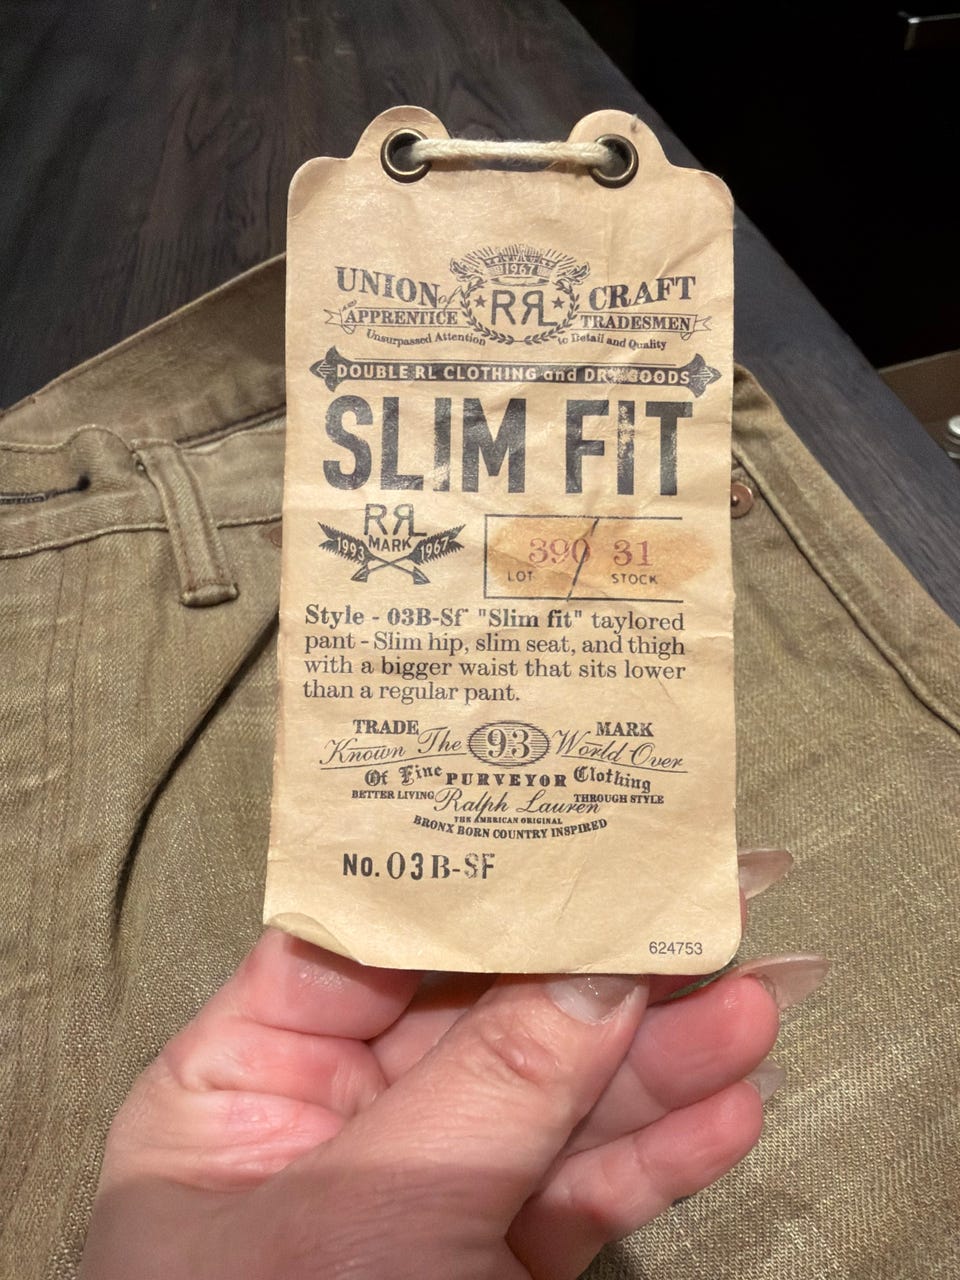 1967
UNION of RRL CRAFT
AND APPRENTICE TRADESMEN
Unsurpassed Attention to Detail and Quality
DOUBLE RL CLOTHING and DRY GOODS
SLIM FIT
RRL
MARK
1993 1967
390 / 31
LOT STOCK
Style - 03B-Sf "Slim fit" taylored
pant - Slim hip, slim seat, and thigh
with a bigger waist that sits lower
than a regular pant.
TRADE MARK
Known The 93 World Over
Of Fine PURVEYOR Clothing
BETTER LIVING Ralph Lauren THROUGH STYLE
THE AMERICAN ORIGINAL
BRONX BORN COUNTRY INSPIRED
No. 03B-SF
624753